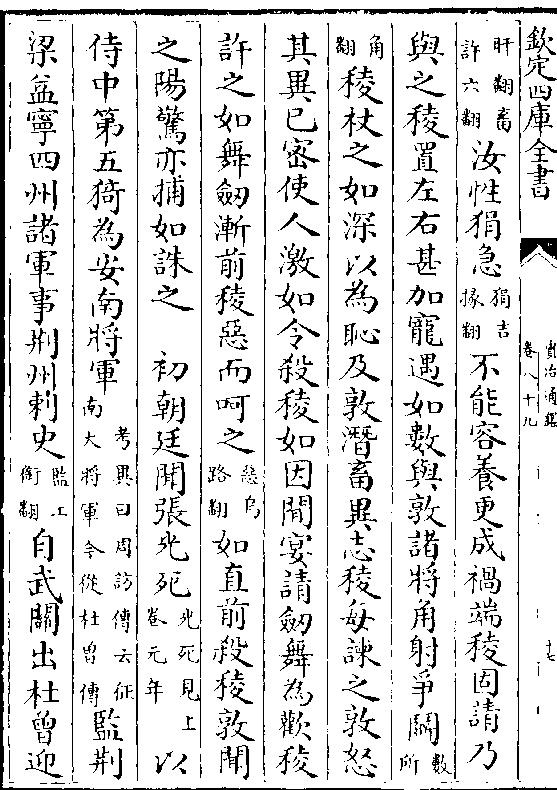 欽定四庫全書
資治通鑑
卷八十九
十七
旰翻畜許六翻汝性狷急狷吉掾翻不能容養更成禍端稜固請乃
與之稜置左右甚加寵遇如數與敦諸將角射爭鬬數所
角翻稜杖之如深以為恥及敦潛畜異志稜每諫之敦怒
其異已密使人激如令殺稜如因閒宴請劔舞為歡稜
許之如舞劔漸前稜惡而呵之惡烏路翻如直前殺稜敦聞
之陽驚亦捕如誅之 初朝廷聞張光死光死見上卷元年以
侍中第五猗為安南將軍考異曰周訪傳云征南大將軍今從杜曾傳監荆
梁益寧四州諸軍事荆州刺史監工銜翻自武關出杜曾迎